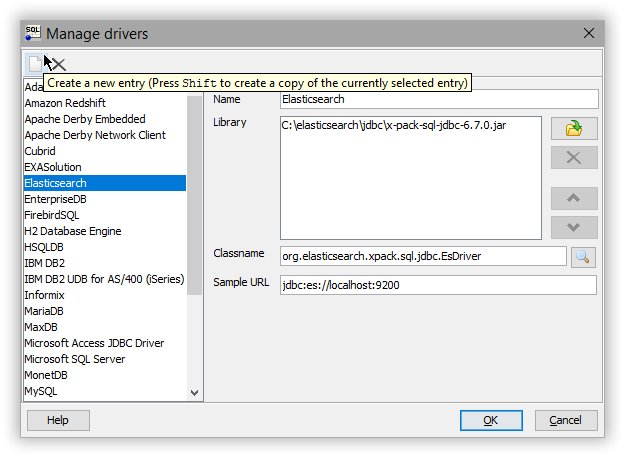 SQL
Manage drivers
Create a new entry (Press Shift to create a copy of the currently selected entry)
Ada
Amazon Redshift
Apache Derby Embedded
Apache Derby Network Client
Cubrid
EXASolution
Elasticsearch
EnterpriseDB
FirebirdSQL
H2 Database Engine
HSQLDB
IBM DB2
IBM DB2 UDB for AS/400 (iSeries)
Informix
MariaDB
MaxDB
Microsoft Access JDBC Driver
Microsoft SQL Server
MonetDB
MySQL
Name
Elasticsearch
Library
C:\elasticsearch\jdbc\x-pack-sql-jdbc-6.7.0.jar
Classname
org.elasticsearch.xpack.sql.jdbc.EsDriver
Sample URL
jdbc:es://localhost:9200
Help
OK
Cancel